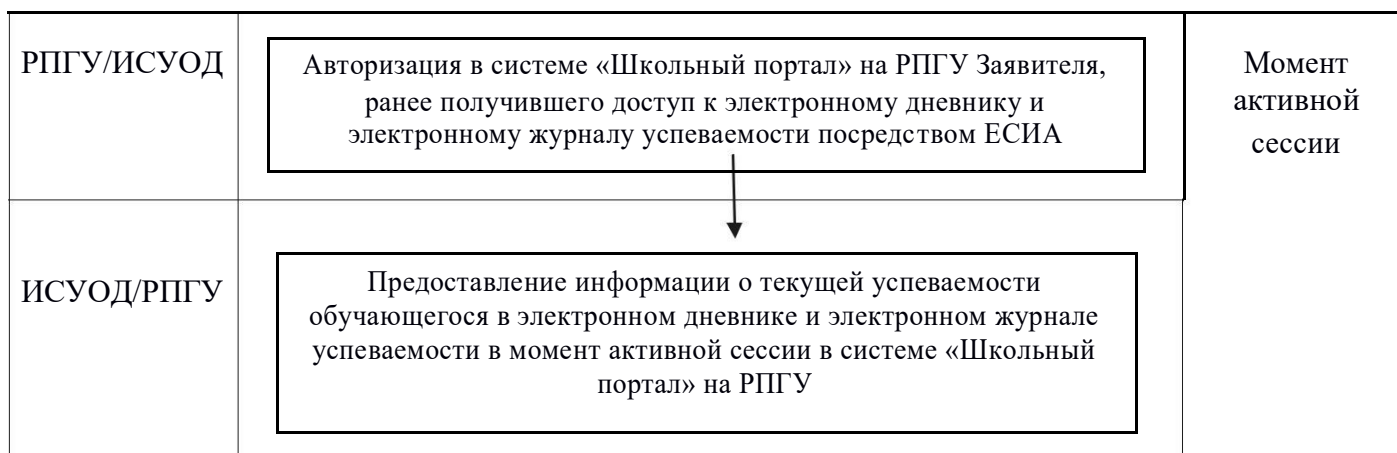 РПГУ/ИСУОД
Авторизация в системе «Школьный портал» на РПГУ Заявителя,
ранее получившего доступ к электронному дневнику и
электронному журналу успеваемости посредством ЕСИА
Момент
активной
сессии
ИСУОД/РПГУ
Предоставление информации о текущей успеваемости
обучающегося в электронном дневнике и электронном журнале
успеваемости в момент активной сессии в системе «Школьный
портал» на РПГУ